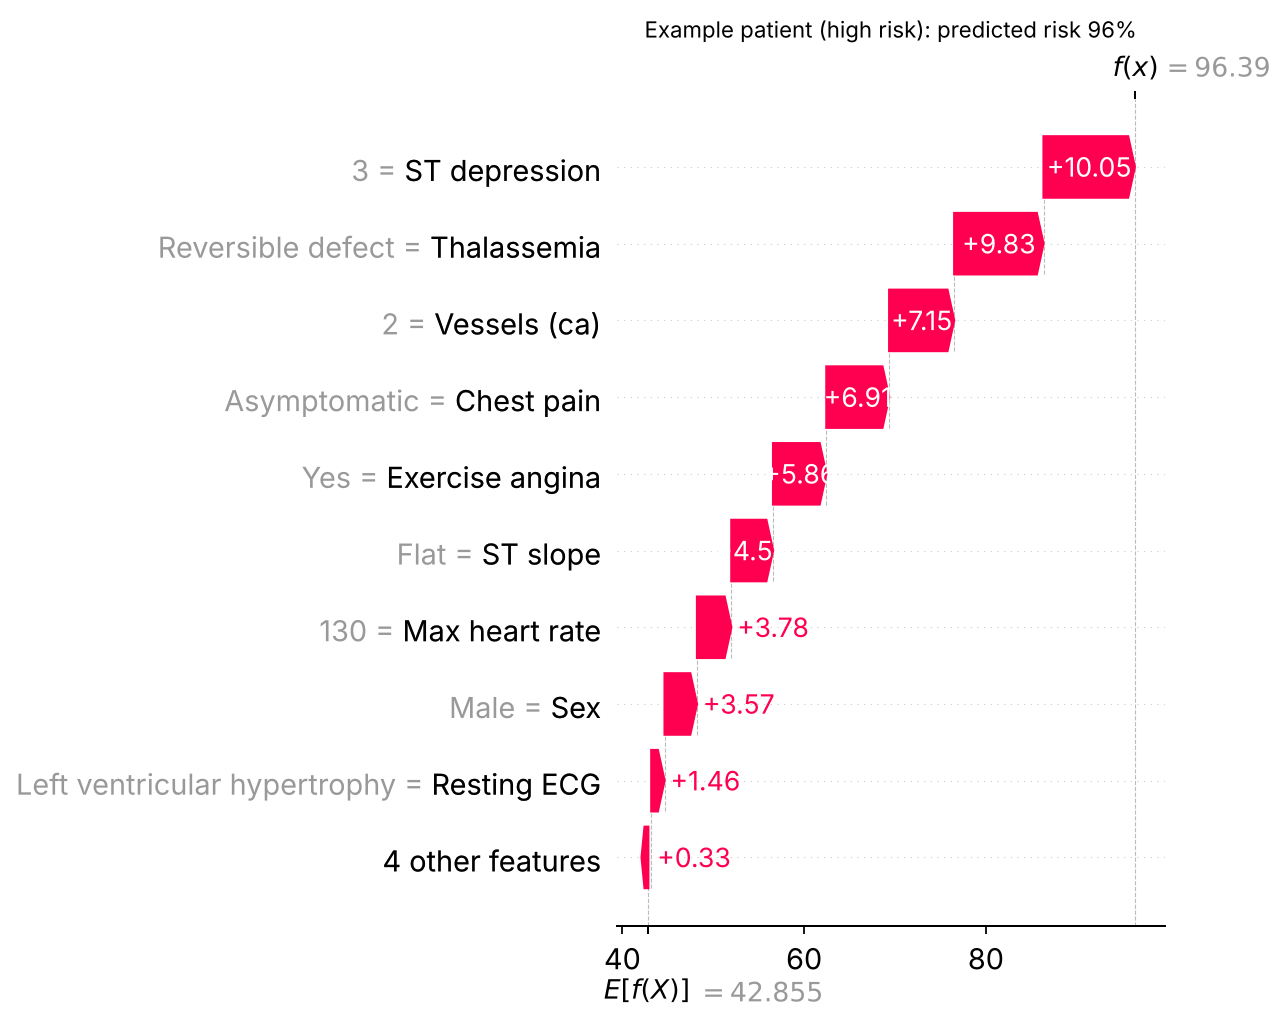 Example patient (high risk): predicted risk 96%
f(x) = 96.39
3 = ST depression +10.05
Reversible defect = Thalassemia +9.83
2 = Vessels (ca) +7.15
Asymptomatic = Chest pain +6.91
Yes = Exercise angina +5.86
Flat = ST slope 4.5
130 = Max heart rate +3.78
Male = Sex +3.57
Left ventricular hypertrophy = Resting ECG +1.46
4 other features +0.33
40 60 80
E[f(X)] = 42.855